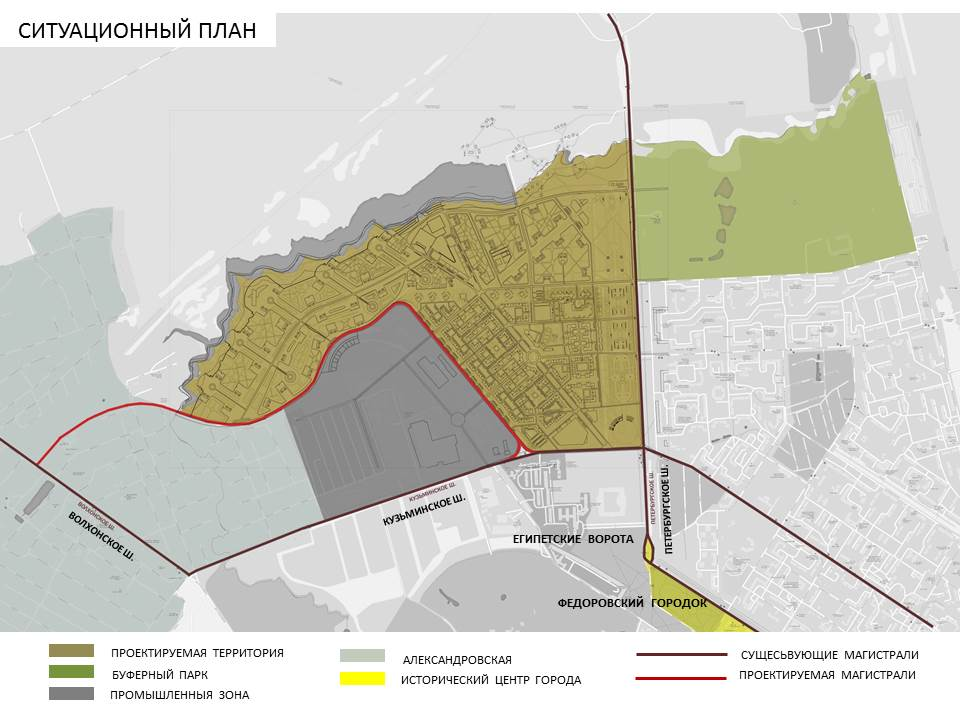 СИТУАЦИОННЫЙ ПЛАН
ВОЛХОНСКОЕ Ш.
ВОЛХОНСКОЕ Ш.
КУЗЬМИНСКОЕ Ш.
КУЗЬМИНСКОЕ Ш.
ПЕТЕРБУРГСКОЕ Ш.
ПЕТЕРБУРГСКОЕ Ш.
ЕГИПЕТСКИЕ ВОРОТА
ФЕДОРОВСКИЙ ГОРОДОК
ПРОЕКТИРУЕМАЯ ТЕРРИТОРИЯ
БУФЕРНЫЙ ПАРК
ПРОМЫШЛЕННЫ ЗОНА
АЛЕКСАНДРОВСКАЯ
ИСТОРИЧЕСКИЙ ЦЕНТР ГОРОДА
СУЩЕСЬВУЮЩИЕ МАГИСТРАЛИ
ПРОЕКТИРУЕМАЯ МАГИСТРАЛИ